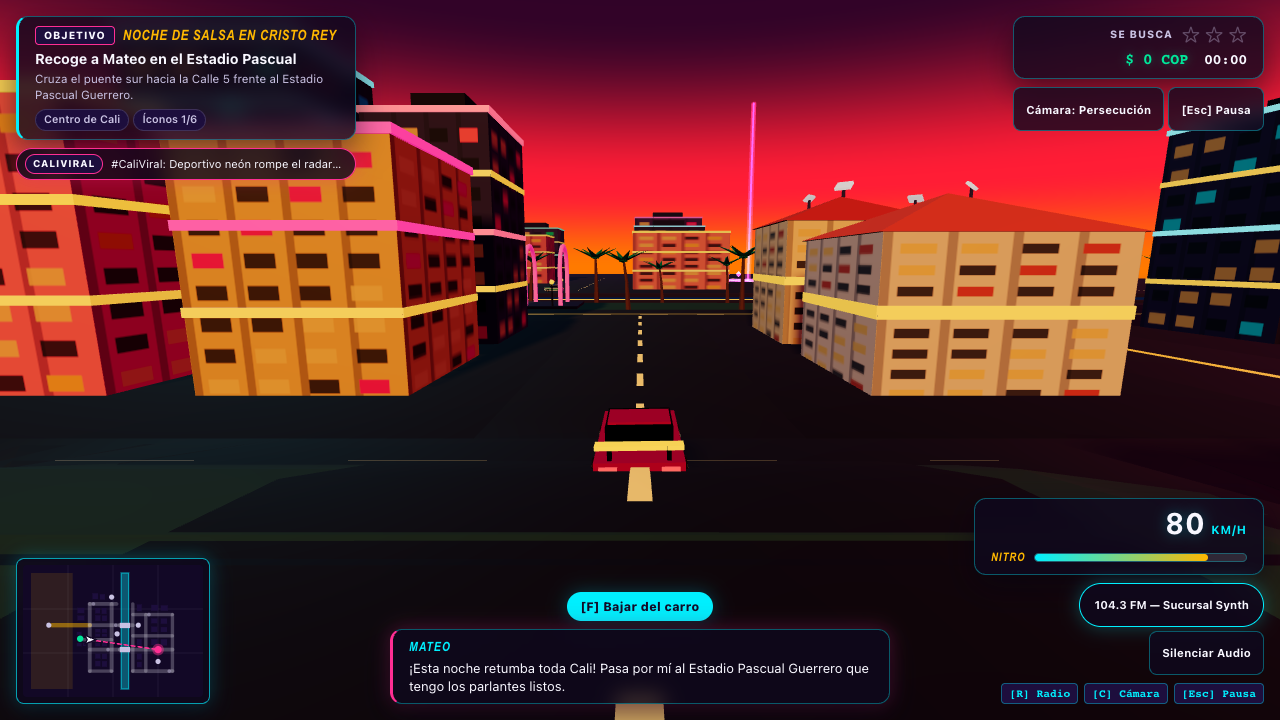 OBJETIVO NOCHE DE SALSA EN CRISTO REY
Recoge a Mateo en el Estadio Pascual
Cruza el puente sur hacia la Calle 5 frente al Estadio
Pascual Guerrero.
Centro de Cali Íconos 1/6
CALIVIRAL #CaliViral: Deportivo neón rompe el radar...
SE BUSCA
$ 0 COP 00:00
Cámara: Persecución [Esc] Pausa
80 KM/H
NITRO
104.3 FM — Sucursal Synth
Silenciar Audio
[R] Radio [C] Cámara [Esc] Pausa
[F] Bajar del carro
MATEO
¡Esta noche retumba toda Cali! Pasa por mí al Estadio Pascual Guerrero que
tengo los parlantes listos.